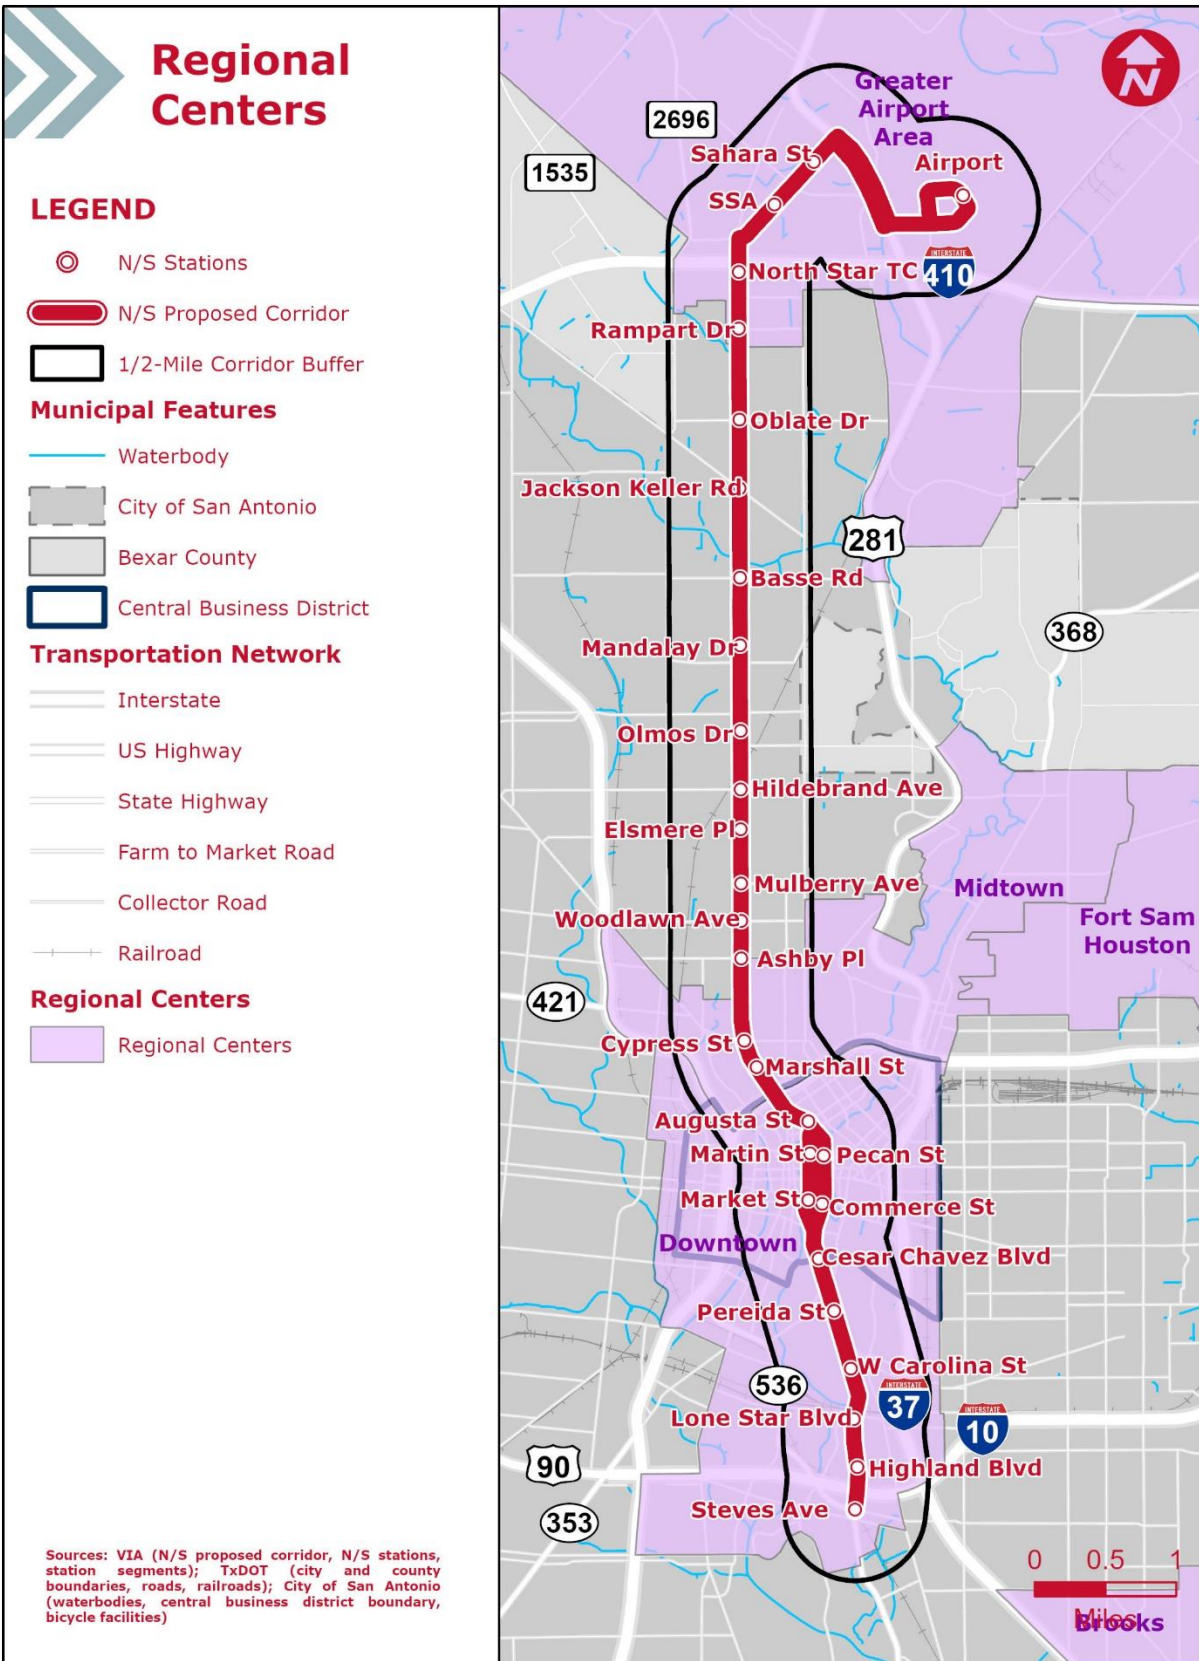 Regional
Centers
LEGEND
N/S Stations
N/S Proposed Corridor
1/2-Mile Corridor Buffer
Municipal Features
Waterbody
City of San Antonio
Bexar County
Central Business District
Transportation Network
Interstate
US Highway
State Highway
Farm to Market Road
Collector Road
Railroad
Regional Centers
Regional Centers
Sources: VIA (N/S proposed corridor, N/S stations,
station segments); TxDOT (city and county
boundaries, roads, railroads); City of San Antonio
(waterbodies, central business district boundary,
bicycle facilities)
N
Greater
Airport
Area
2696
1535
Sahara St
Airport
SSA
North Star TC
INTERSTATE
410
Rampart Dr
Oblate Dr
Jackson Keller Rd
281
Basse Rd
368
Mandalay Dr
Olmos Dr
Hildebrand Ave
Elsmere Pl
Mulberry Ave
Midtown
Woodlawn Ave
Fort Sam
Houston
Ashby Pl
421
Cypress St
Marshall St
Augusta St
Martin St
Pecan St
Market St
Commerce St
Downtown
Cesar Chavez Blvd
Pereida St
W Carolina St
536
INTERSTATE
37
Lone Star Blvd
INTERSTATE
10
90
Highland Blvd
Steves Ave
353
0 0.5 1
Miles
Brooks